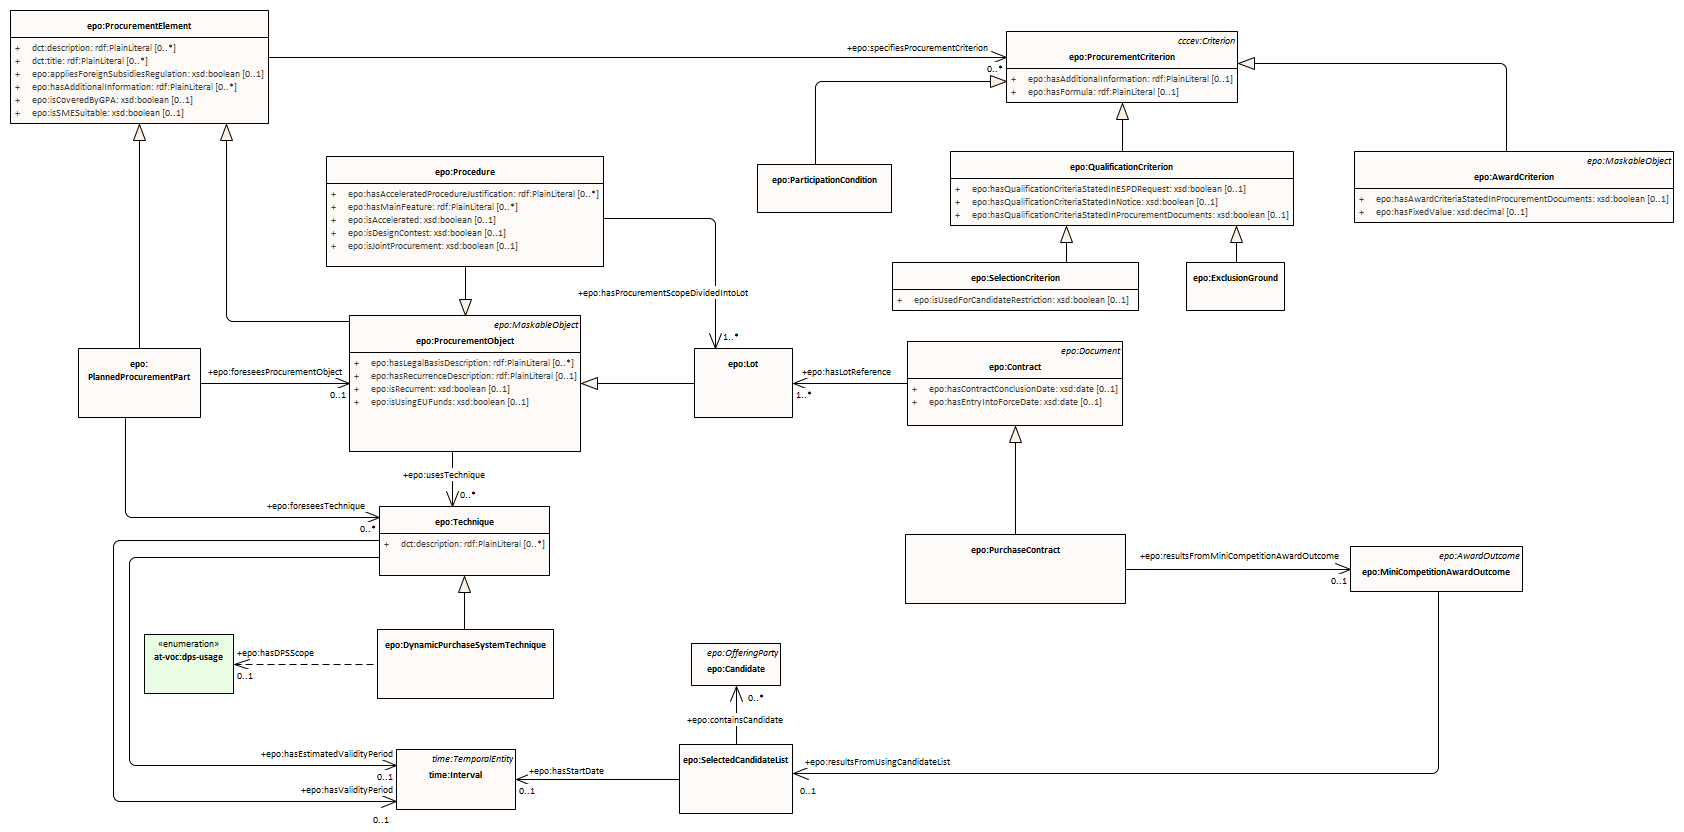 epo:ProcurementElement
+ dct:description: rdf:PlainLiteral [0..*]
+ dct:title: rdf:PlainLiteral [0..*]
+ epo:appliesForeignSubsidiesRegulation: xsd:boolean [0..1]
+ epo:hasAdditionalInformation: rdf:PlainLiteral [0..*]
+ epo:isCoveredByGPA: xsd:boolean [0..1]
+ epo:isSMESuitable: xsd:boolean [0..1]
+epo:specifiesProcurementCriterion
0..*
cccev:Criterion
epo:ProcurementCriterion
+ epo:hasAdditionalInformation: rdf:PlainLiteral [0..1]
+ epo:hasFormula: rdf:PlainLiteral [0..1]
epo:Procedure
+ epo:hasAcceleratedProcedureJustification: rdf:PlainLiteral [0..*]
+ epo:hasMainFeature: rdf:PlainLiteral [0..*]
+ epo:isAccelerated: xsd:boolean [0..1]
+ epo:isDesignContest: xsd:boolean [0..1]
+ epo:isJointProcurement: xsd:boolean [0..1]
epo:ParticipationCondition
epo:QualificationCriterion
+ epo:hasQualificationCriteriaStatedInESPDRequest: xsd:boolean [0..1]
+ epo:hasQualificationCriteriaStatedInNotice: xsd:boolean [0..1]
+ epo:hasQualificationCriteriaStatedInProcurementDocuments: xsd:boolean [0..1]
epo:MaskableObject
epo:AwardCriterion
+ epo:hasAwardCriteriaStatedInProcurementDocuments: xsd:boolean [0..1]
+ epo:hasFixedValue: xsd:decimal [0..1]
epo:SelectionCriterion
+ epo:isUsedForCandidateRestriction: xsd:boolean [0..1]
epo:ExclusionGround
+epo:hasProcurementScopeDividedIntoLot
1..*
epo:MaskableObject
epo:ProcurementObject
+ epo:hasLegalBasisDescription: rdf:PlainLiteral [0..*]
+ epo:hasRecurrenceDescription: rdf:PlainLiteral [0..1]
+ epo:isRecurrent: xsd:boolean [0..1]
+ epo:isUsingEUFunds: xsd:boolean [0..1]
epo:
PlannedProcurementPart
+epo:foreseesProcurementObject
0..1
epo:Lot
+epo:hasLotReference
1..*
epo:Document
epo:Contract
+ epo:hasContractConclusionDate: xsd:date [0..1]
+ epo:hasEntryIntoForceDate: xsd:date [0..1]
+epo:usesTechnique
0..*
+epo:foreseesTechnique
0..*
epo:Technique
+ dct:description: rdf:PlainLiteral [0..*]
epo:PurchaseContract
+epo:resultsFromMiniCompetitionAwardOutcome
0..1
epo:AwardOutcome
epo:MiniCompetitionAwardOutcome
«enumeration»
at-voc:dps-usage
+epo:hasDPSScope
0..1
epo:DynamicPurchaseSystemTechnique
epo:OfferingParty
epo:Candidate
0..*
+epo:containsCandidate
+epo:hasEstimatedValidityPeriod
0..1
+epo:hasValidityPeriod
0..1
time:TemporalEntity
time:Interval
+epo:hasStartDate
0..1
epo:SelectedCandidateList
+epo:resultsFromUsingCandidateList
0..1